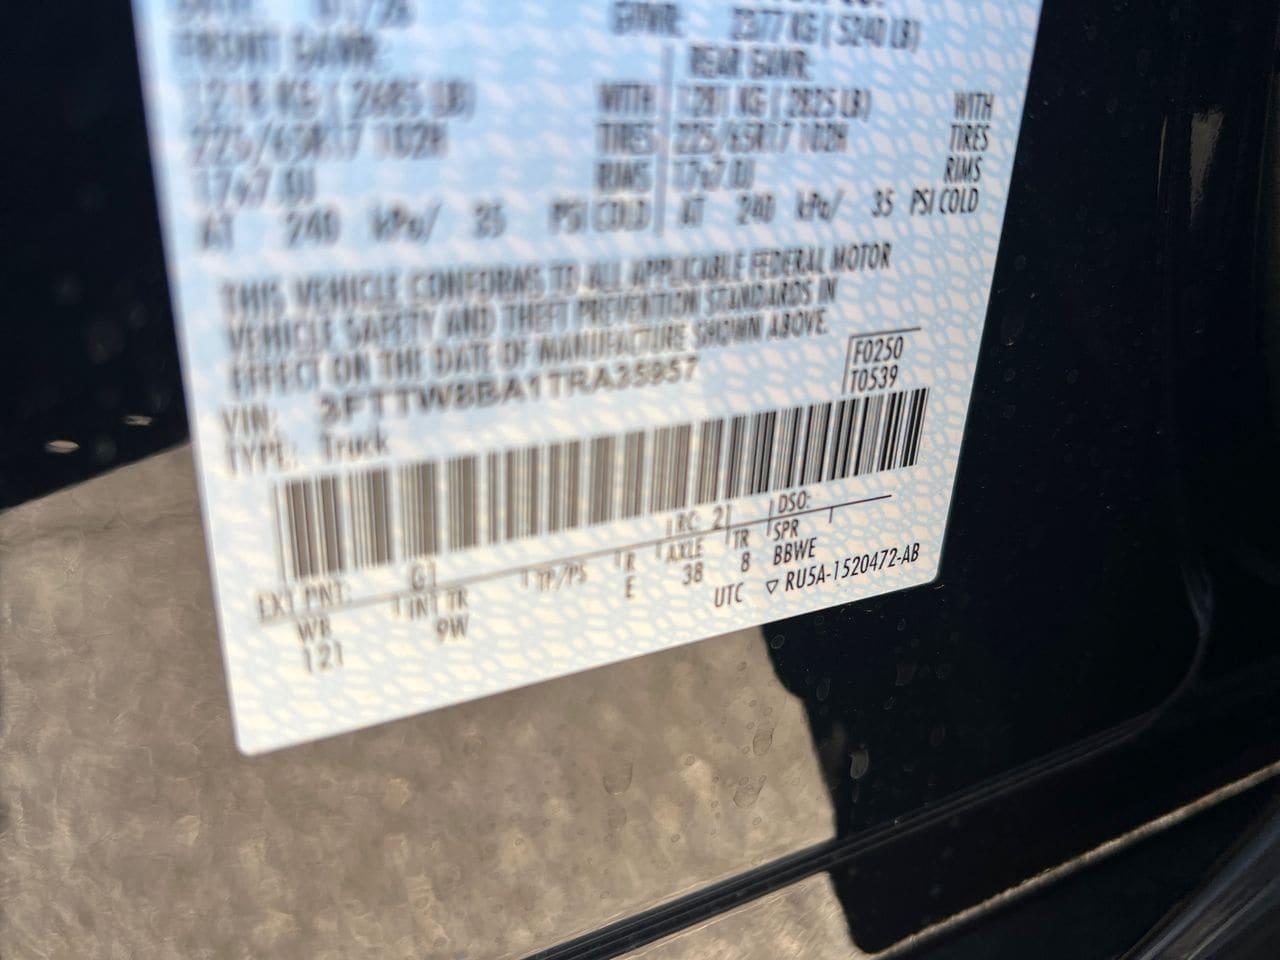 GVWR: 2377 KG ( 5240 LB)
FRONT GAWR: REAR GAWR:
1218 KG ( 2685 LB) WITH 1281 KG ( 2825 LB) WITH
225/65R17 102H TIRES 225/65R17 102H TIRES
17x7.0J RIMS 17x7.0J RIMS
AT 240 kPa/ 35 PSI COLD AT 240 kPa/ 35 PSI COLD
THIS VEHICLE CONFORMS TO ALL APPLICABLE FEDERAL MOTOR
VEHICLE SAFETY AND THEFT PREVENTION STANDARDS IN
EFFECT ON THE DATE OF MANUFACTURE SHOWN ABOVE.
VIN: 3FTTW8BA1TRA35957
F0250
T0539
TYPE: Truck
EXT PNT: G1 RC: 21 DSO:
WB INT TR TP/PS R AXLE TR SPR
121 9W E 38 8 BBWE
UTC ▽ RU5A-1520472-AB